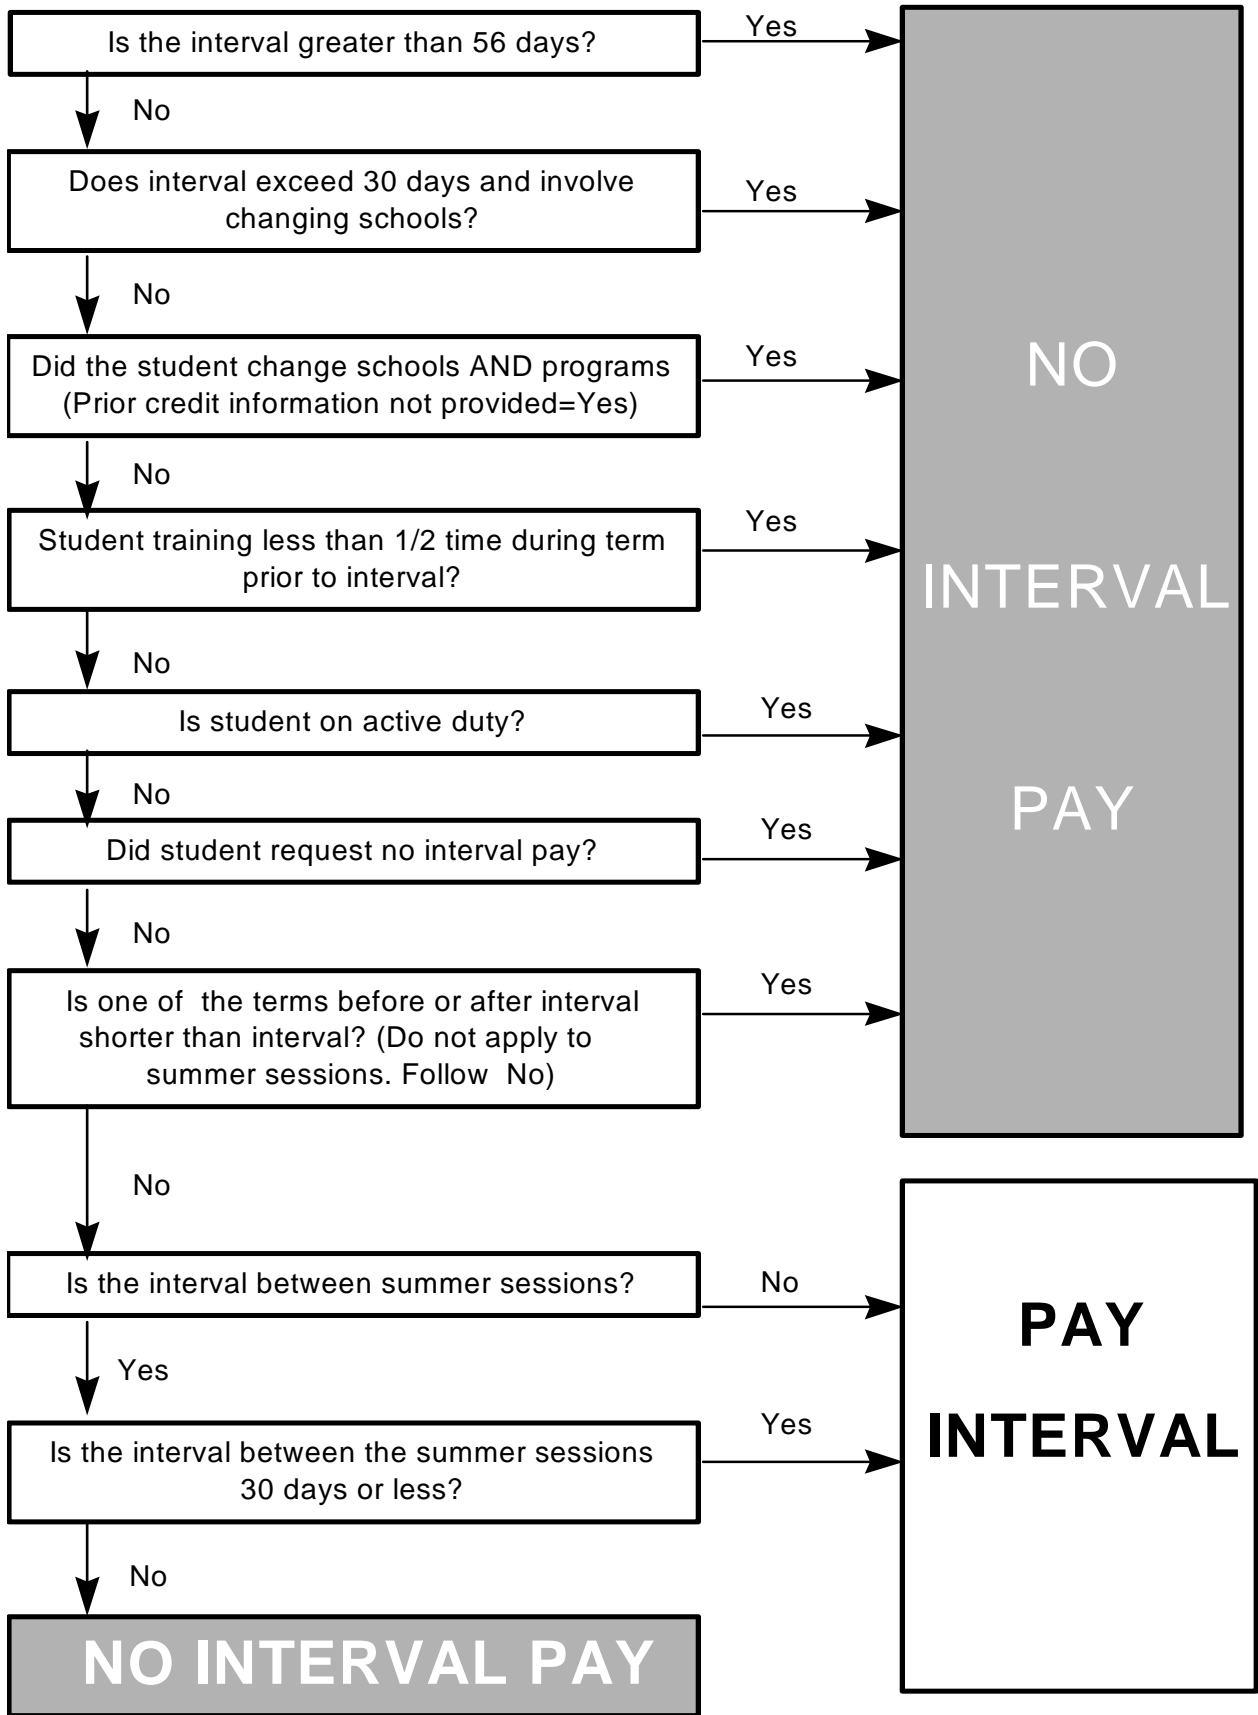 Is the interval greater than 56 days?
Yes
No
Does interval exceed 30 days and involve
changing schools?
Yes
No
Did the student change schools AND programs
(Prior credit information not provided=Yes)
Yes
No
Student training less than 1/2 time during term
prior to interval?
Yes
No
Is student on active duty?
Yes
No
Did student request no interval pay?
Yes
No
Is one of the terms before or after interval
shorter than interval? (Do not apply to
summer sessions. Follow No)
Yes
No
NO
INTERVAL
PAY
Is the interval between summer sessions?
No
Yes
Is the interval between the summer sessions
30 days or less?
Yes
No
PAY
INTERVAL
NO INTERVAL PAY